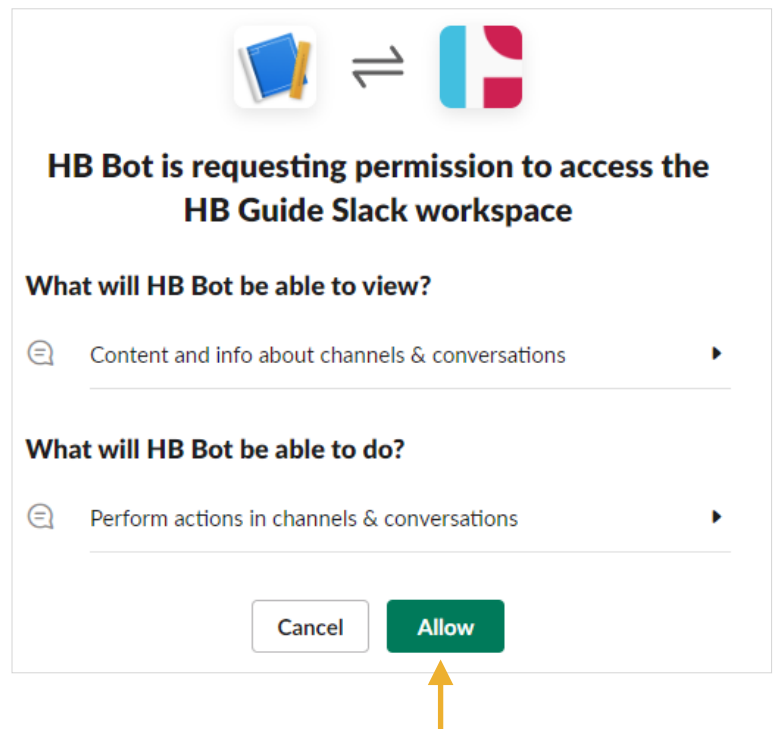 HB Bot is requesting permission to access the
HB Guide Slack workspace
What will HB Bot be able to view?
Content and info about channels & conversations
What will HB Bot be able to do?
Perform actions in channels & conversations
Cancel
Allow